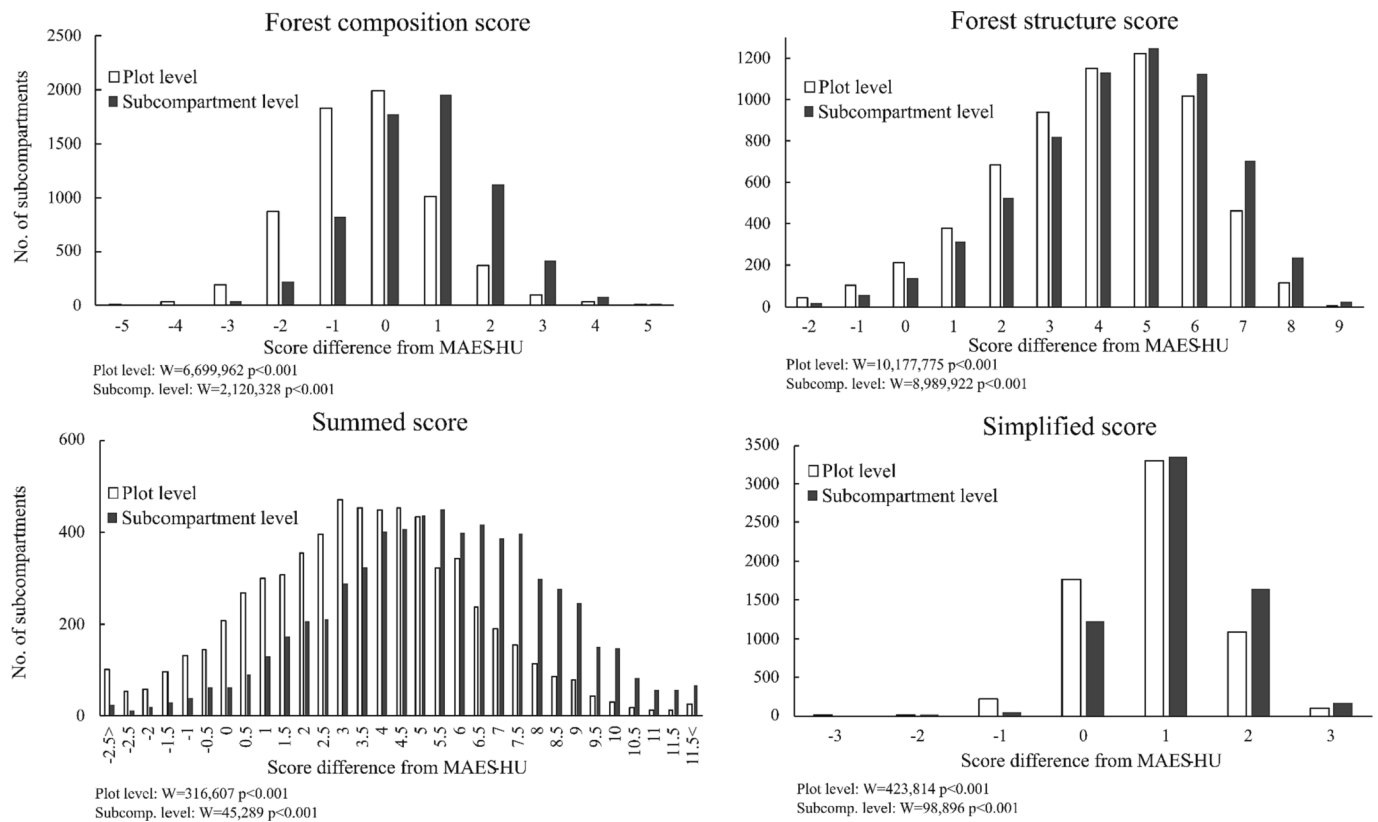 Forest composition score
2500
2000
1500
1000
500
0
No. of subcompartments
Plot level
Subcompartment level
-5 -4 -3 -2 -1 0 1 2 3 4 5
Score difference from MAES-HU
Plot level: W=6,699,962 p<0.001
Subcomp. level: W=2,120,328 p<0.001
Forest structure score
1200
1000
800
600
400
200
0
Plot level
Subcompartment level
-2 -1 0 1 2 3 4 5 6 7 8 9
Score difference from MAES-HU
Plot level: W=10,177,775 p<0.001
Subcomp. level: W=8,989,922 p<0.001
Summed score
600
400
200
0
No. of subcompartments
Plot level
Subcompartment level
-2.5> -2.5 -2 -1.5 -1 -0.5 0 0.5 1 1.5 2 2.5 3 3.5 4 4.5 5 5.5 6 6.5 7 7.5 8 8.5 9 9.5 10 10.5 11 11.5 11.5<
Score difference from MAES-HU
Plot level: W=316,607 p<0.001
Subcomp. level: W=45,289 p<0.001
Simplified score
3500
3000
2500
2000
1500
1000
500
0
Plot level
Subcompartment level
-3 -2 -1 0 1 2 3
Score difference from MAES-HU
Plot level: W=423,814 p<0.001
Subcomp. level: W=98,896 p<0.001